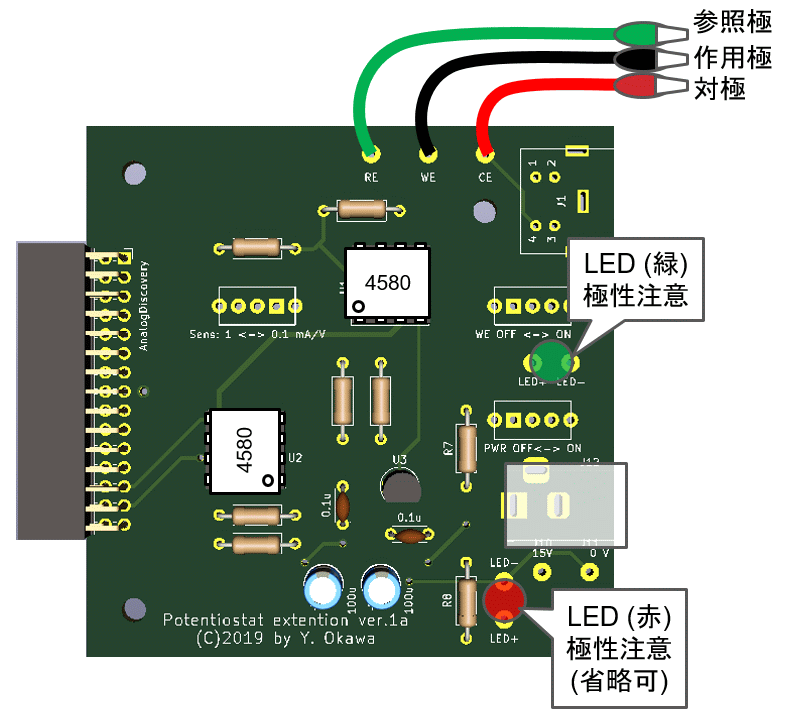 参照極
作用極
対極
RE
WE
CE
1 2
J1
4 3
AnalogDiscovery
4580
LED (緑)
極性注意
Sens: 1 <-> 0.1 mA/V
WE OFF <-> ON
LED+ LED-
4580
U2
U3
R7
PWR OFF<-> ON
0.1u
0.1u
15V
0 V
LED-
100u
100u
R8
LED+
Potentiostat extention ver.1a
(C)2019 by Y. Okawa
LED (赤)
極性注意
(省略可)